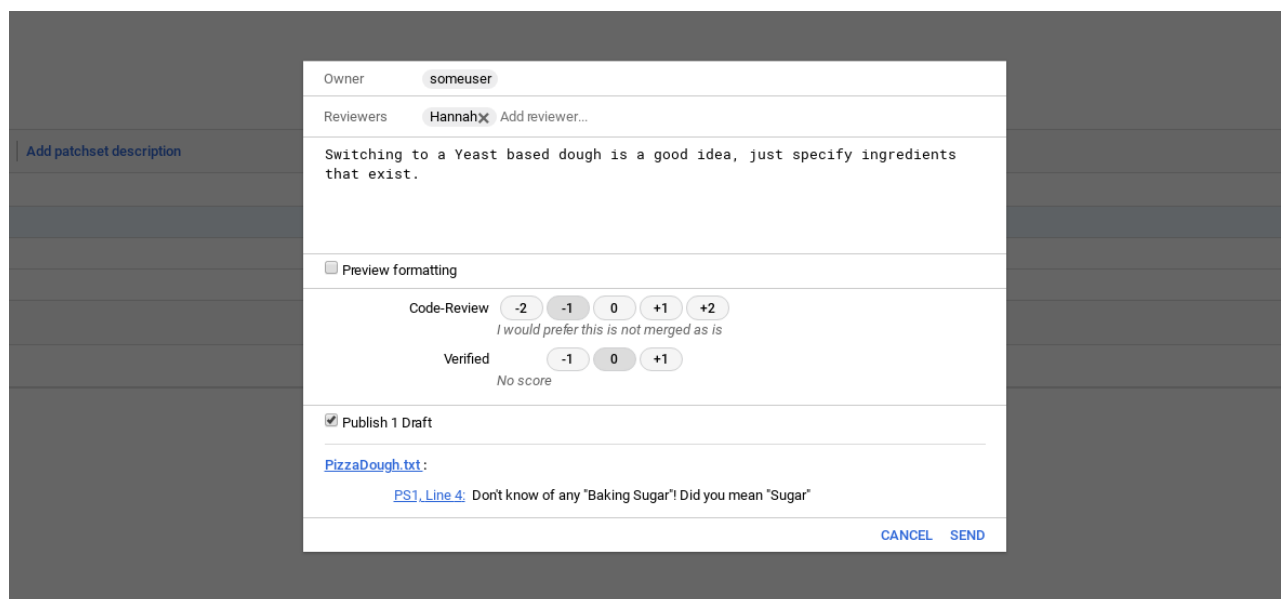 Owner someuser
Reviewers Hannah Add reviewer...
Add patchset description
Switching to a Yeast based dough is a good idea, just specify ingredients
that exist.
Preview formatting
Code-Review -2 -1 0 +1 +2
I would prefer this is not merged as is
Verified -1 0 +1
No score
Publish 1 Draft
PizzaDough.txt:
PS1, Line 4: Don't know of any "Baking Sugar"! Did you mean "Sugar"
CANCEL SEND